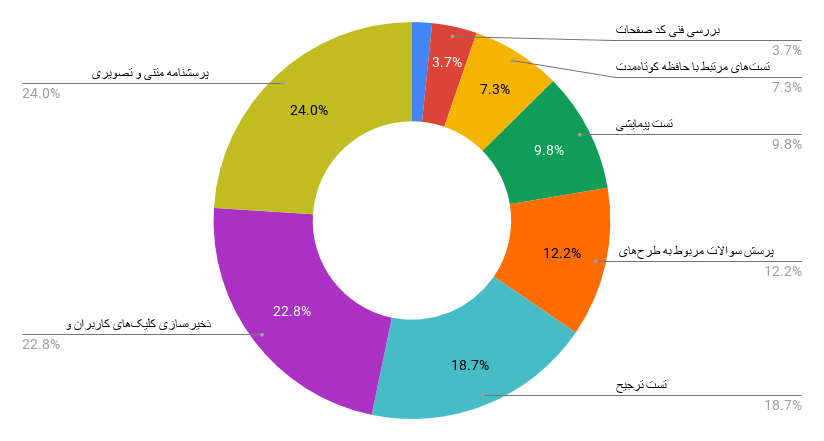 بررسی فنی کد صفحات
3.7%
تست‌های مرتبط با حافظه کوتاه‌مدت
7.3%
تست پیمایشی
9.8%
پرسش سوالات مربوط به طرح‌های
12.2%
تست ترجیح
18.7%
ذخیره‌سازی کلیک‌های کاربران و
22.8%
پرسشنامه متنی و تصویری
24.0%
3.7%
7.3%
9.8%
12.2%
18.7%
22.8%
24.0%